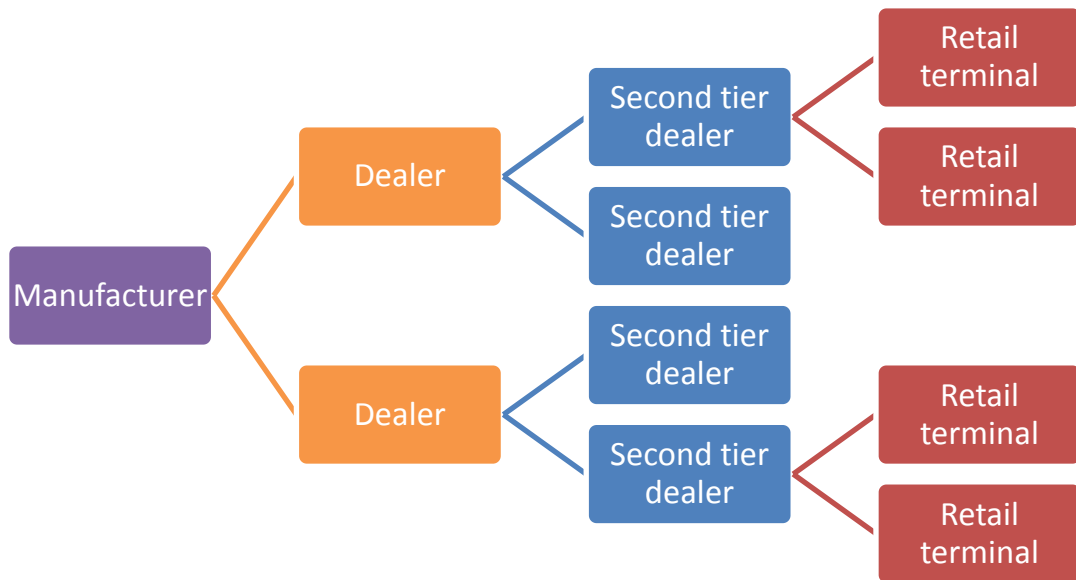 Manufacturer
Dealer
Dealer
Second tier
dealer
Second tier
dealer
Second tier
dealer
Second tier
dealer
Retail
terminal
Retail
terminal
Retail
terminal
Retail
terminal